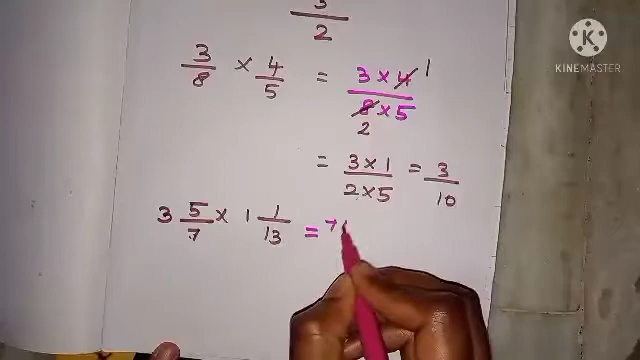 3/2
3/8 × 4/5 = 3 × 4 1 / 8 × 5 2
= 3 × 1 / 2 × 5 = 3/10
3 5/7 × 1 1/13 = 7
K
KINEMASTER